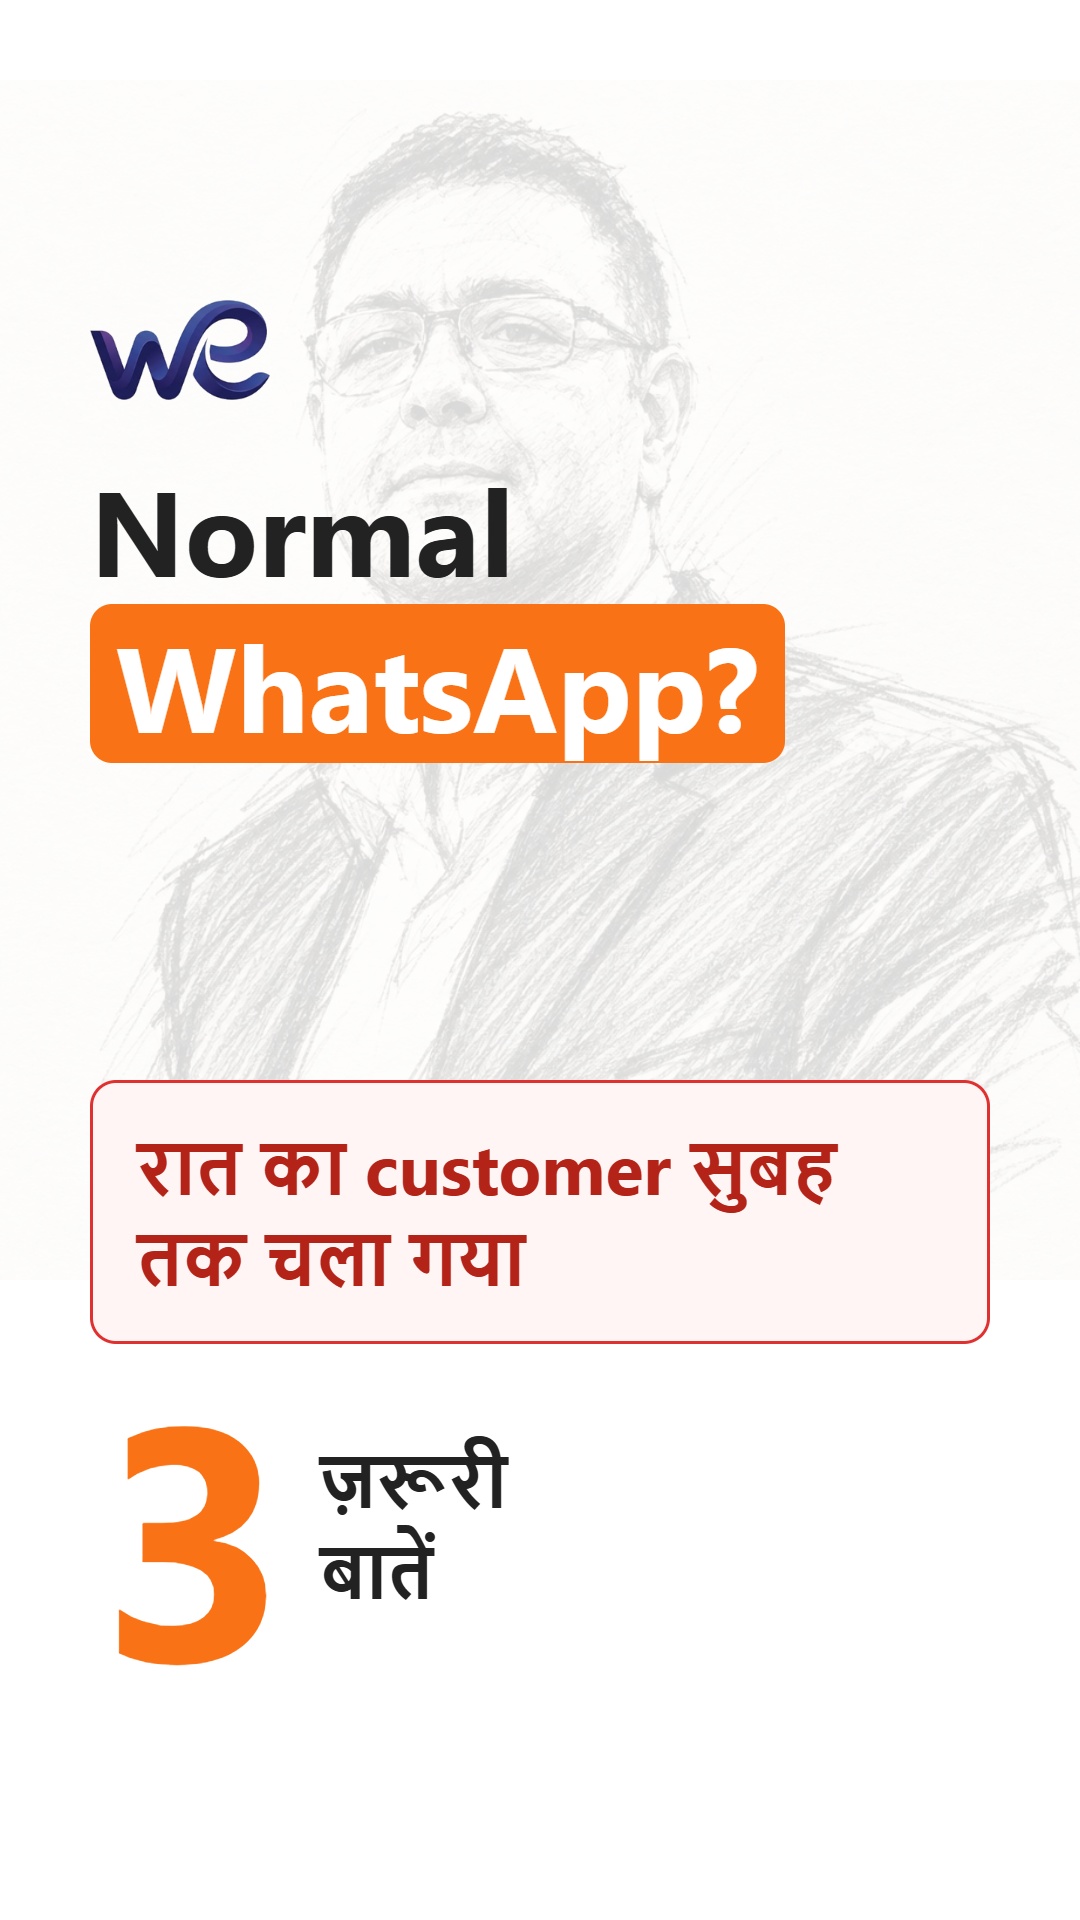 we
Normal
WhatsApp?
रात का customer सुबह
तक चला गया
3
ज़रूरी
बातें